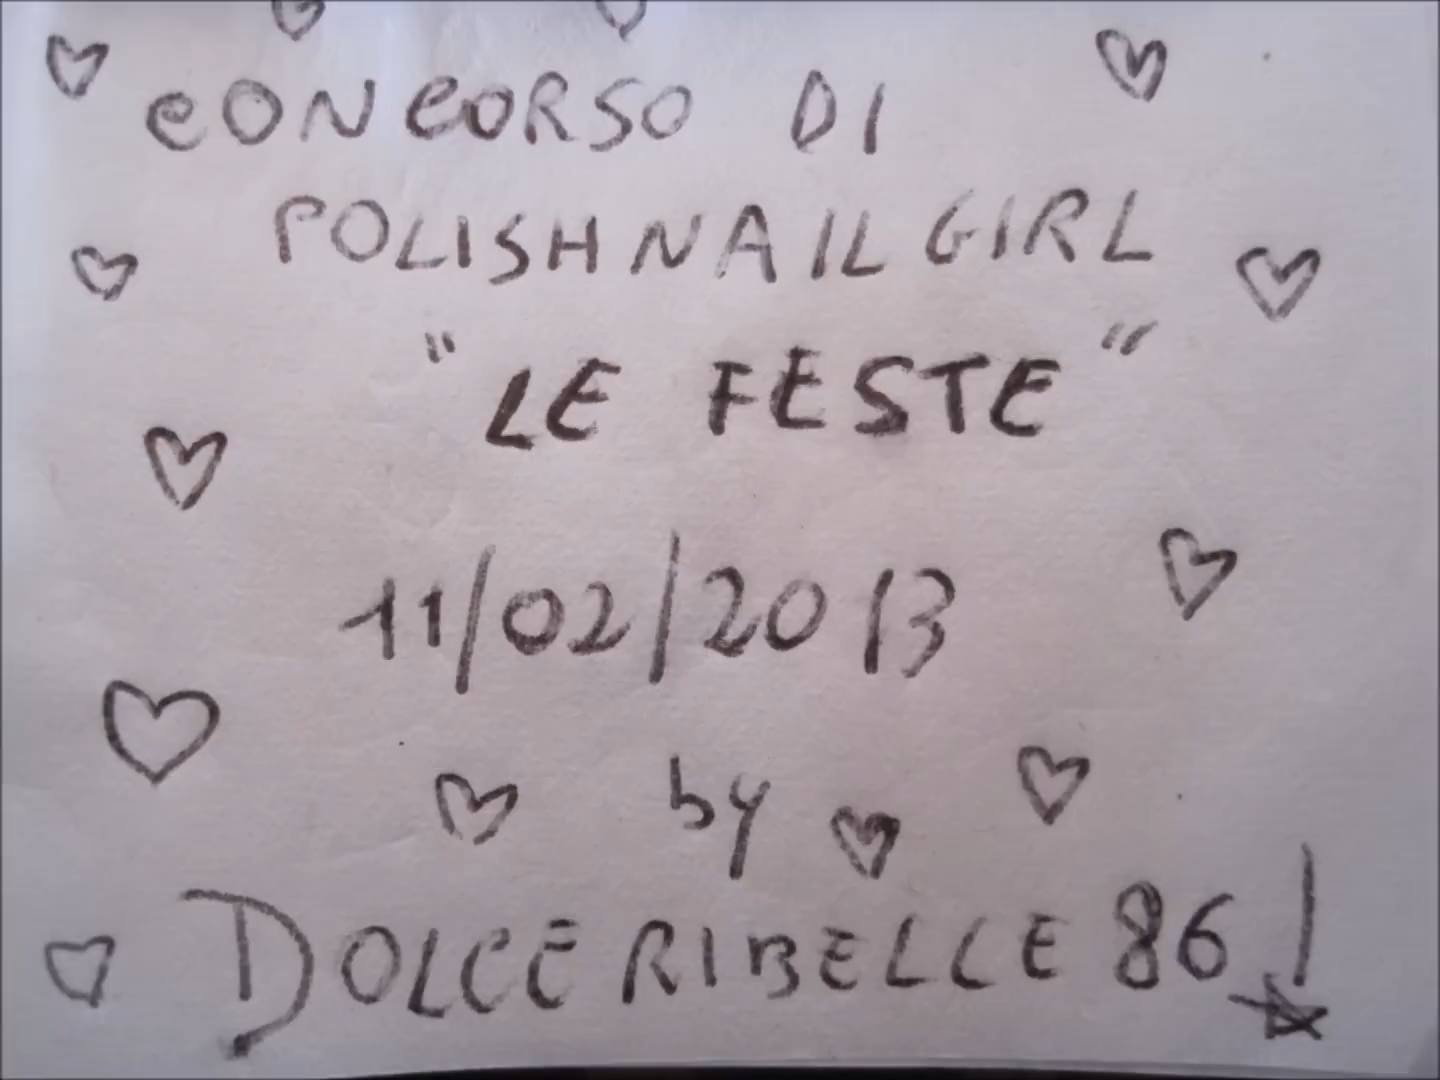 CONCORSO DI
POLISHNAILGIRL
"LE FESTE"
11/02/2013
by
DOLCERIBELLE86!